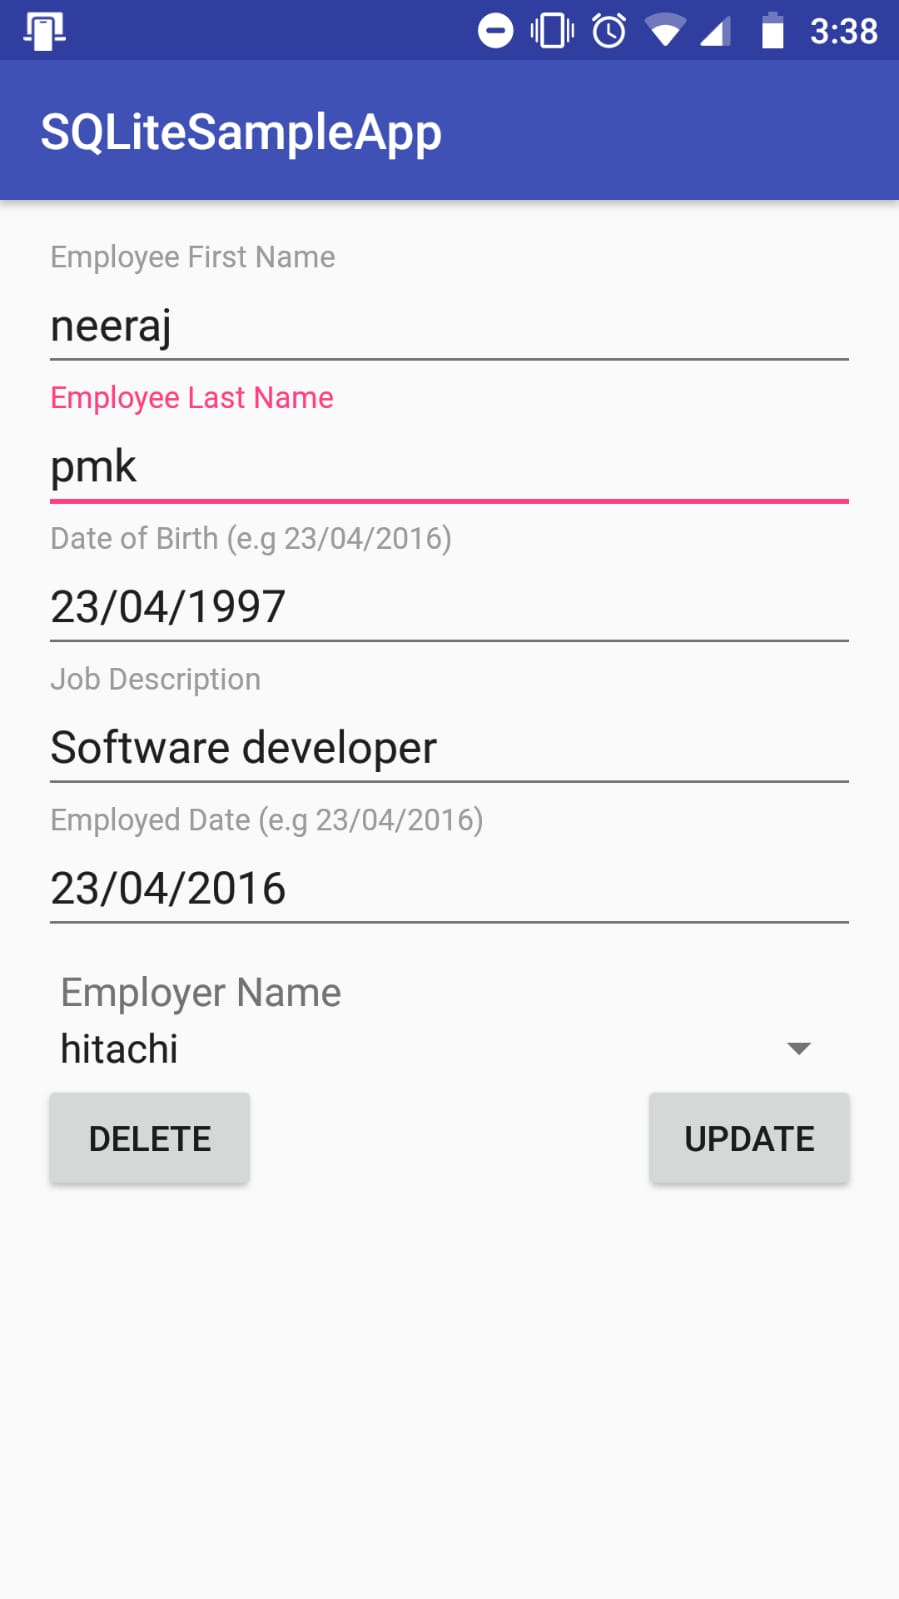 3:38
SQLiteSampleApp
Employee First Name
neeraj
Employee Last Name
pmk
Date of Birth (e.g 23/04/2016)
23/04/1997
Job Description
Software developer
Employed Date (e.g 23/04/2016)
23/04/2016
Employer Name
hitachi
DELETE UPDATE